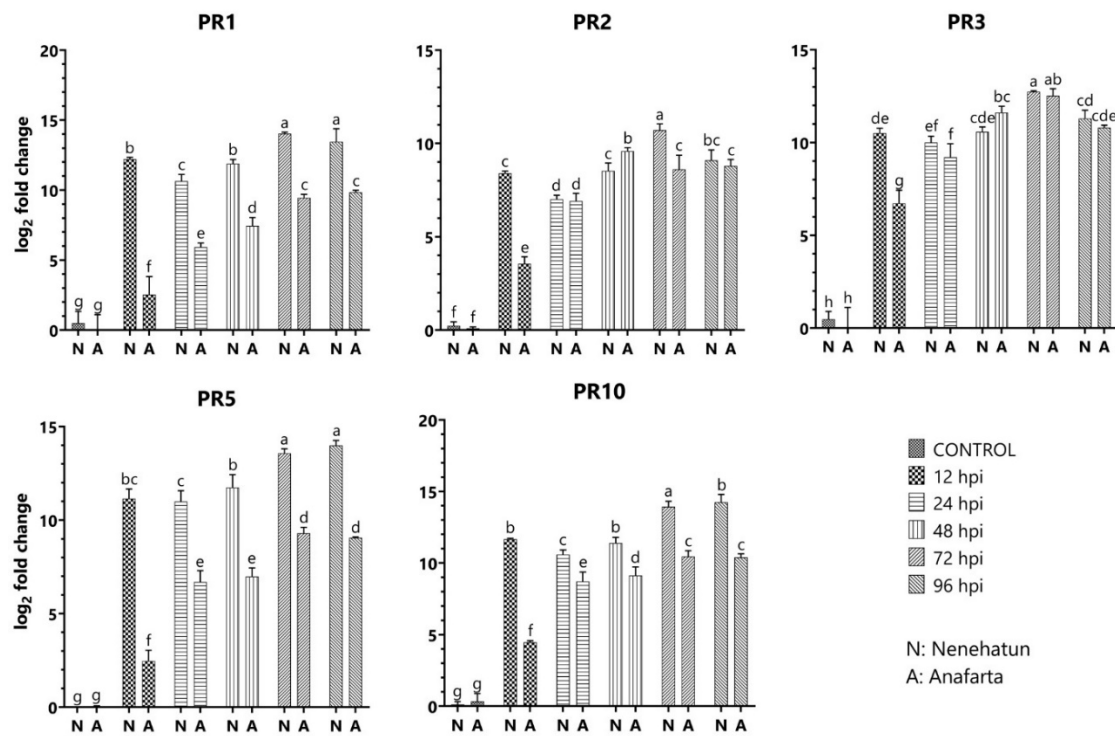 PR1
PR2
PR3
log2 fold change
20
15
10
5
0
g g b f c e b d a c a c
N A N A N A N A N A N A
15
10
5
0
f f c e d d c b a c bc c
N A N A N A N A N A N A
15
10
5
0
h h de g ef f cde bc a ab cd cde
N A N A N A N A N A N A
PR5
PR10
log2 fold change
15
10
5
0
g g bc f c e b e a d a d
N A N A N A N A N A N A
20
15
10
5
0
g g b f c e b d a c b c
N A N A N A N A N A N A
CONTROL
12 hpi
24 hpi
48 hpi
72 hpi
96 hpi
N: Nenehatun
A: Anafarta